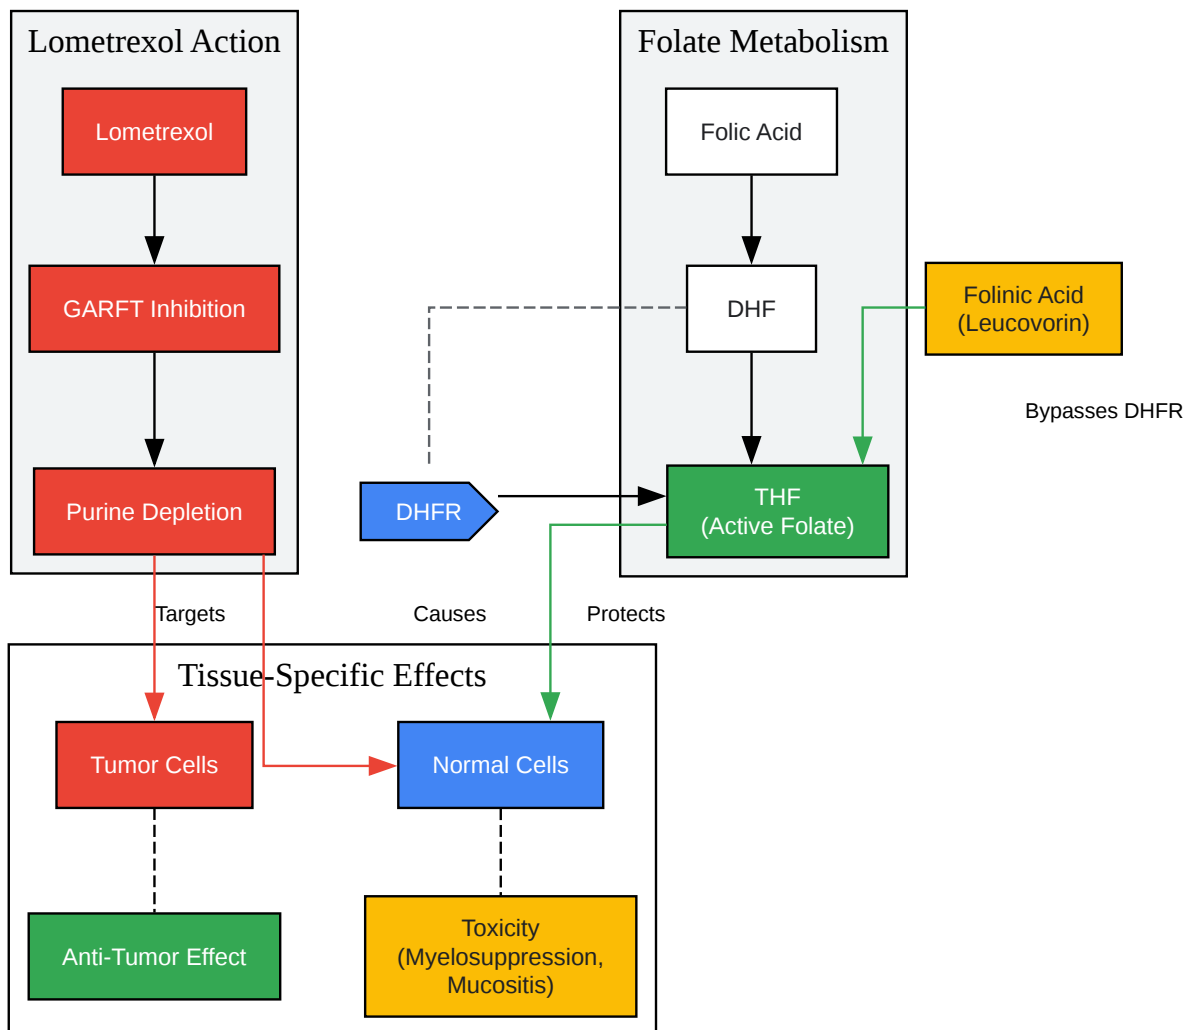 Lometrexol Action
Folate Metabolism
Lometrexol
Folic Acid
GARFT Inhibition
DHF
Folinic Acid
(Leucovorin)
Bypasses DHFR
Purine Depletion
DHFR
THF
(Active Folate)
Targets
Causes
Protects
Tissue-Specific Effects
Tumor Cells
Normal Cells
Anti-Tumor Effect
Toxicity
(Myelosuppression,
Mucositis)